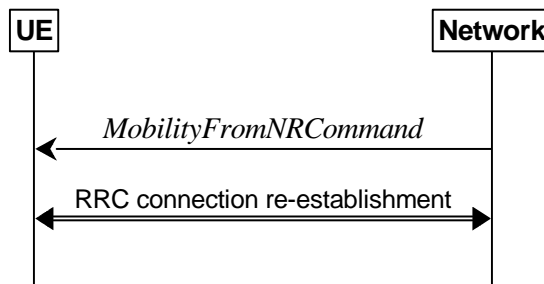 UE
Network
MobilityFromNRCommand
RRC connection re-establishment